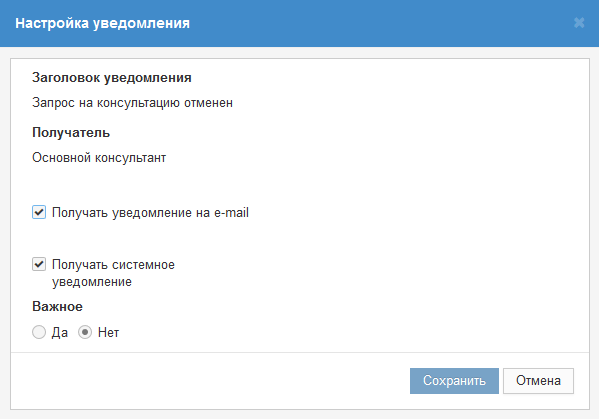 Настройка уведомления
Заголовок уведомления
Запрос на консультацию отменен
Получатель
Основной консультант
Получать уведомление на e-mail
Получать системное
уведомление
Важное
Да Нет
Сохранить Отмена